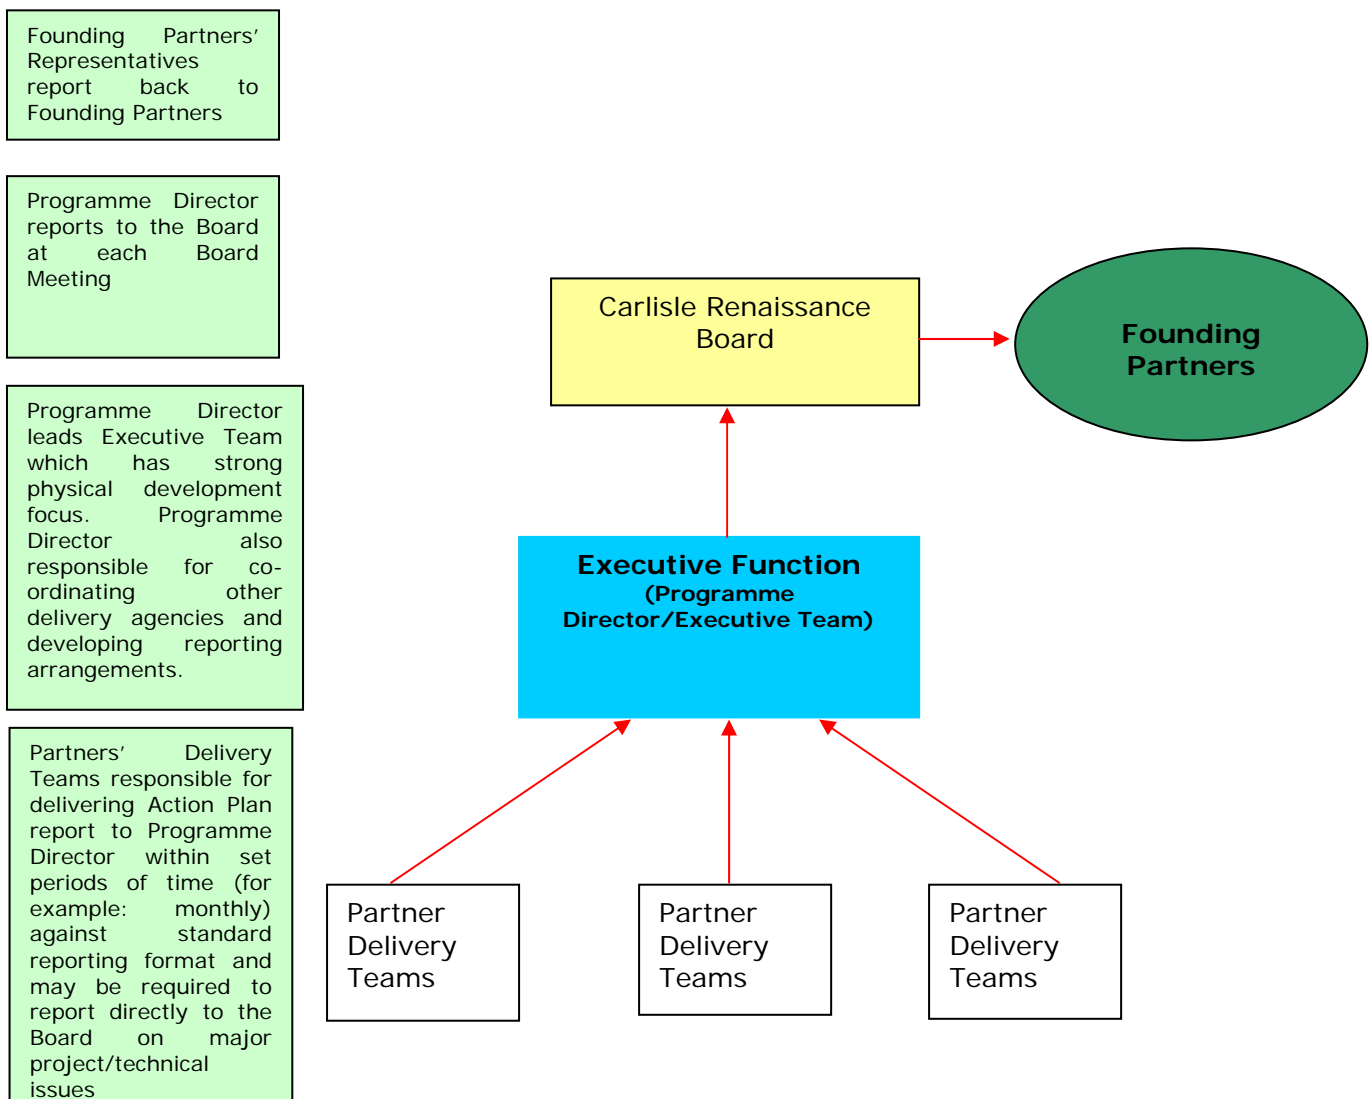 Founding Partners’
Representatives
report back to
Founding Partners
Programme Director
reports to the Board
at each Board
Meeting
Programme Director
leads Executive Team
which has strong
physical development
focus. Programme
Director also
responsible for co-
ordinating other
delivery agencies and
developing reporting
arrangements.
Partners’ Delivery
Teams responsible for
delivering Action Plan
report to Programme
Director within set
periods of time (for
example: monthly)
against standard
reporting format and
may be required to
report directly to the
Board on major
project/technical
issues
Carlisle Renaissance
Board
Founding
Partners
Executive Function
(Programme
Director/Executive Team)
Partner
Delivery
Teams
Partner
Delivery
Teams
Partner
Delivery
Teams